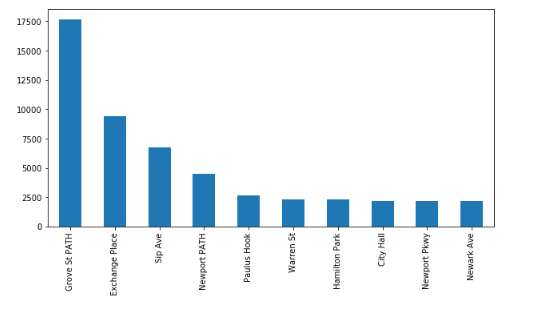 17500
15000
12500
10000
7500
5000
2500
0
Grove St PATH
Exchange Place
Sip Ave
Newport PATH
Paulus Hook
Warren St
Hamilton Park
City Hall
Newport Pkwy
Newark Ave